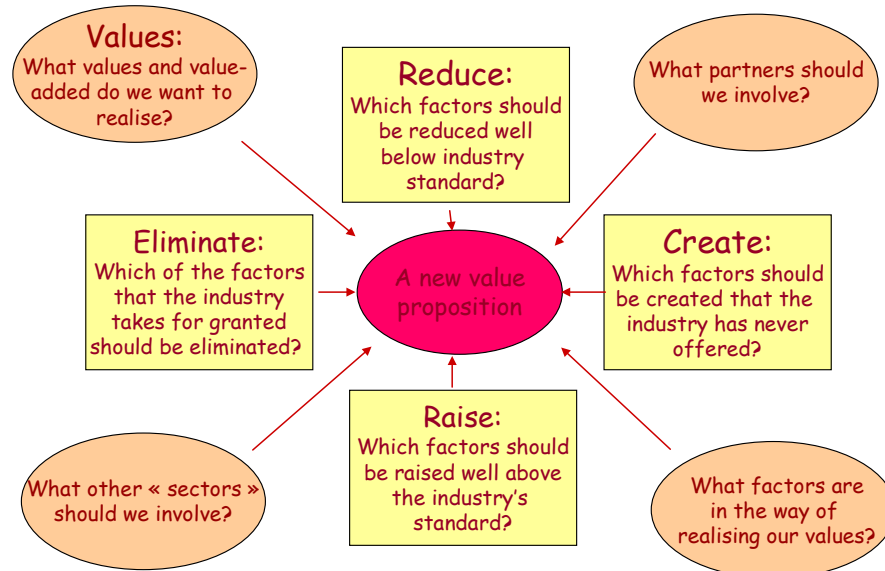 Values:
What values and value-
added do we want to
realise?
Reduce:
Which factors should
be reduced well
below industry
standard?
What partners should
we involve?
Eliminate:
Which of the factors
that the industry
takes for granted
should be eliminated?
A new value
proposition
Create:
Which factors should
be created that the
industry has never
offered?
What other « sectors »
should we involve?
Raise:
Which factors should
be raised well above
the industry's
standard?
What factors are
in the way of
realising our values?